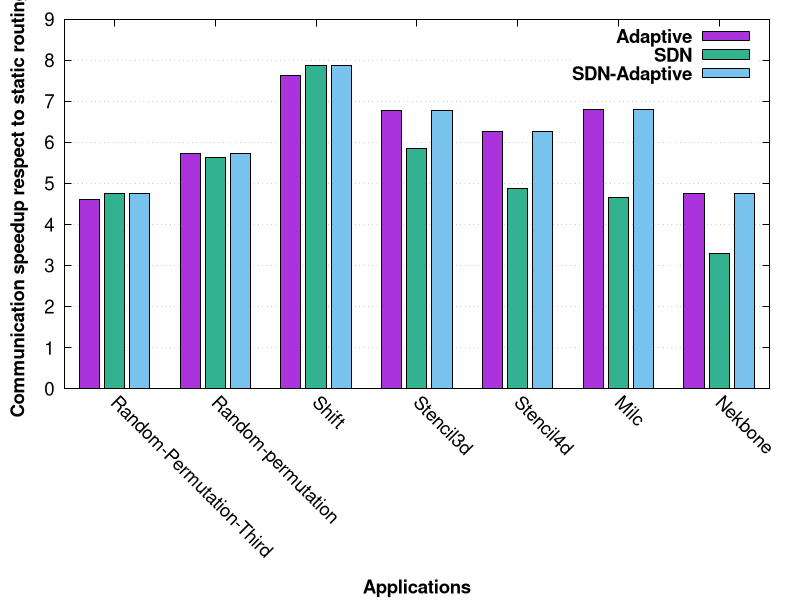 Communication speedup respect to static routing
9
8
7
6
5
4
3
2
1
0
Adaptive
SDN
SDN-Adaptive
Random-Permutation-Third
Random-permutation
Shift
Stencil3d
Stencil4d
Milc
Nekbone
Applications